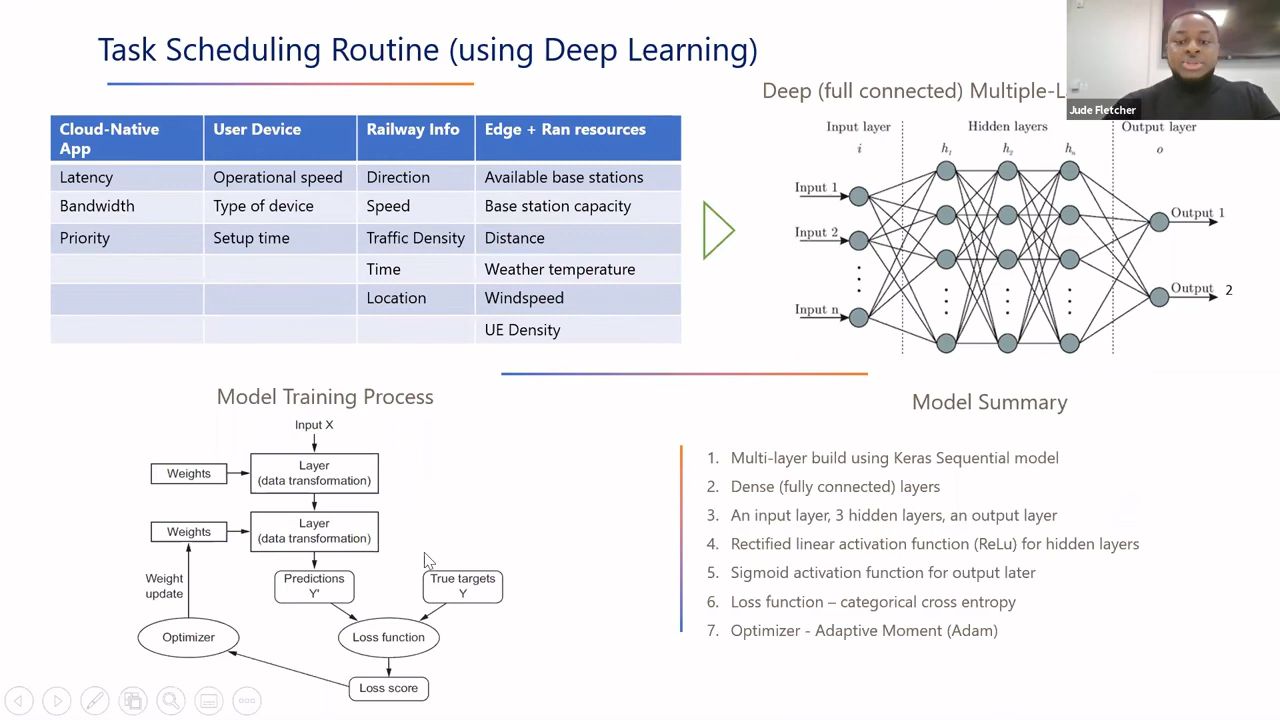 Task Scheduling Routine (using Deep Learning)
Jude Fletcher
Cloud-Native App
User Device
Railway Info
Edge + Ran resources
Latency
Operational speed
Direction
Available base stations
Bandwidth
Type of device
Speed
Base station capacity
Priority
Setup time
Traffic Density
Distance
Time
Weather temperature
Location
Windspeed
UE Density
Deep (full connected) Multiple-L
Input layer
Hidden layers
Output layer
i
h1
h2
hn
o
Input 1
Input 2
Input n
Output 1
Output 2
Model Training Process
Input X
Weights
Layer
(data transformation)
Weights
Layer
(data transformation)
Weight
update
Predictions
Y'
True targets
Y
Optimizer
Loss function
Loss score
Model Summary
1. Multi-layer build using Keras Sequential model
2. Dense (fully connected) layers
3. An input layer, 3 hidden layers, an output layer
4. Rectified linear activation function (ReLu) for hidden layers
5. Sigmoid activation function for output later
6. Loss function – categorical cross entropy
7. Optimizer - Adaptive Moment (Adam)